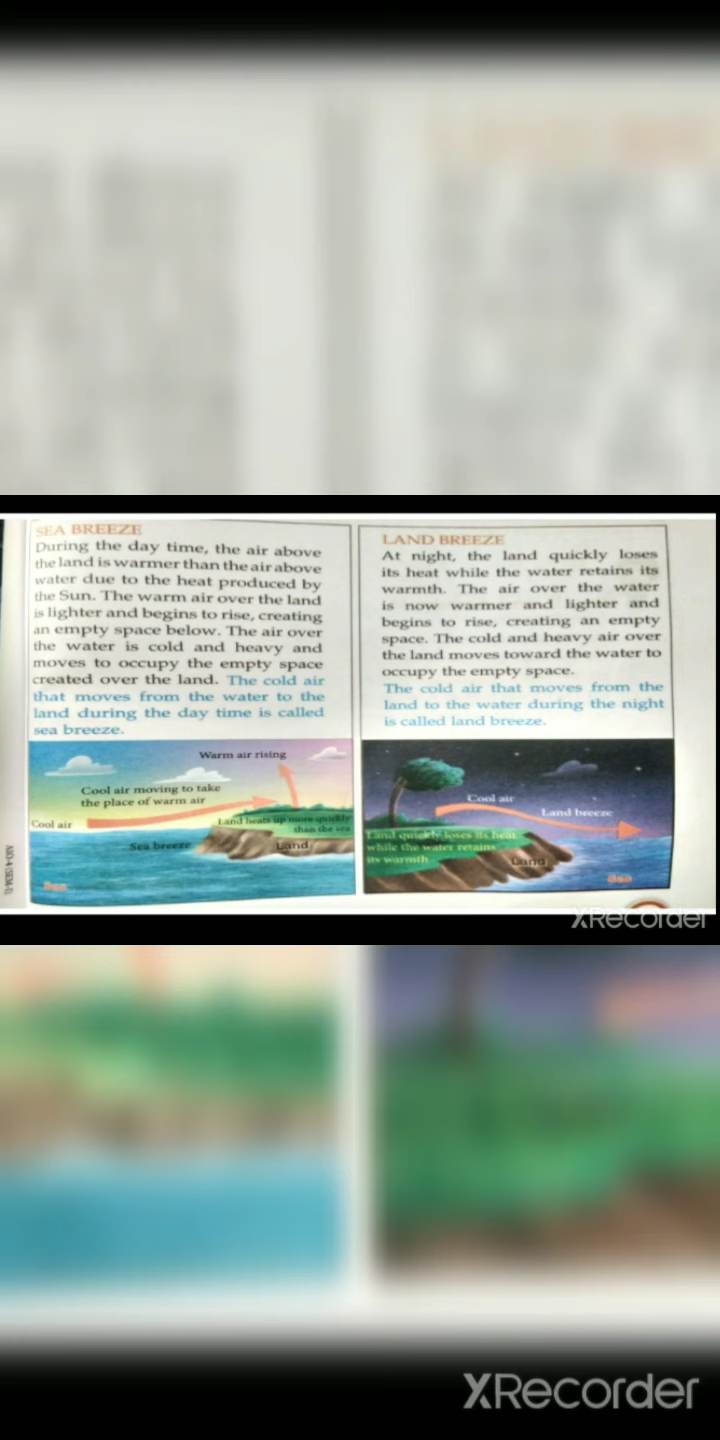 SEA BREEZE
During the day time, the air above
the land is warmer than the air above
water due to the heat produced by
the Sun. The warm air over the land
is lighter and begins to rise, creating
an empty space below. The air over
the water is cold and heavy and
moves to occupy the empty space
created over the land. The cold air
that moves from the water to the
land during the day time is called
sea breeze.
Warm air rising
Cool air moving to take
the place of warm air
Cool air
Land heats up more quickly
than the sea
Sea breeze
Land
Sea
LAND BREEZE
At night, the land quickly loses
its heat while the water retains its
warmth. The air over the water
is now warmer and lighter and
begins to rise, creating an empty
space. The cold and heavy air over
the land moves toward the water to
occupy the empty space.
The cold air that moves from the
land to the water during the night
is called land breeze.
Cool air
Land breeze
Land quickly loses its heat
while the water retains
its warmth
Land
Sea
XRecorder
XRecorder